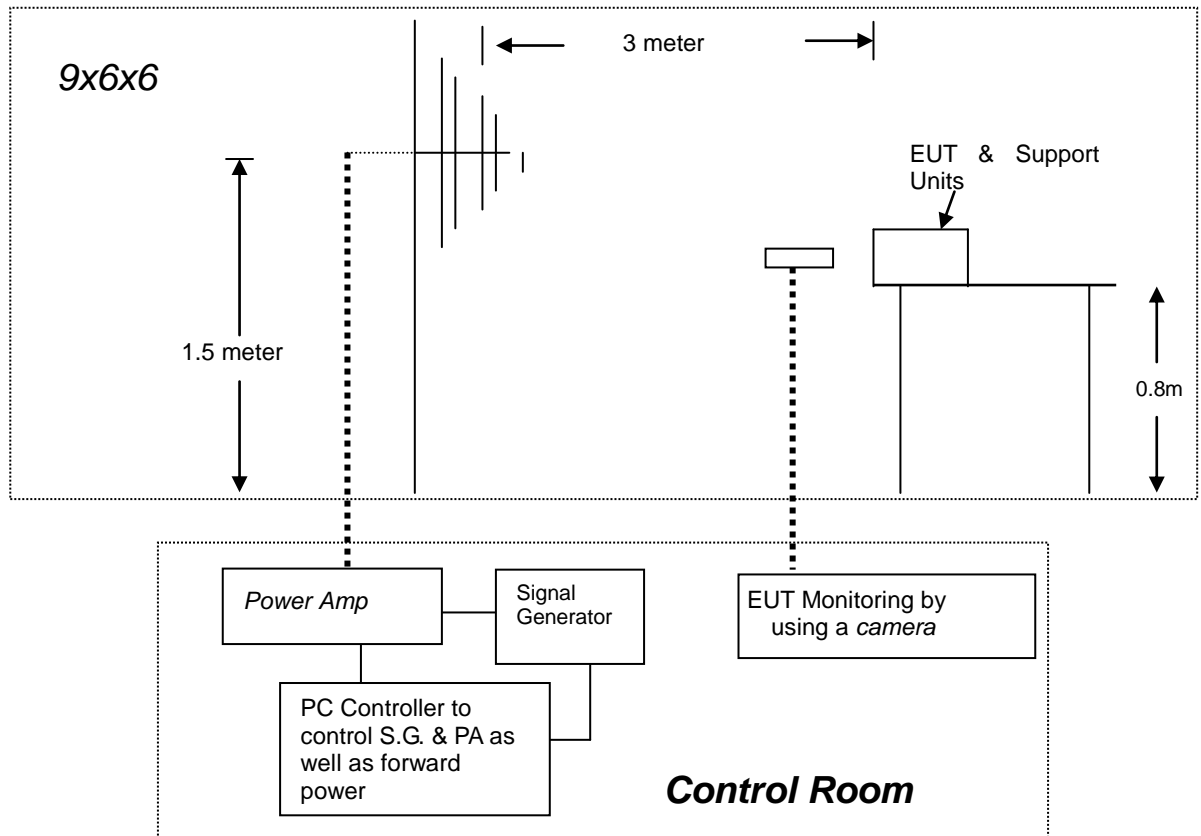 3 meter
9x6x6
EUT & Support
Units
1.5 meter
0.8m
Power Amp
Signal
Generator
EUT Monitoring by
using a camera
PC Controller to
control S.G. & PA as
well as forward
power
Control Room